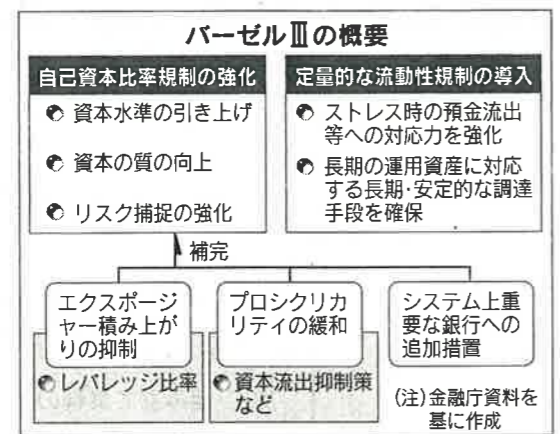 バーゼルⅢの概要
自己資本比率規制の強化
資本水準の引き上げ
資本の質の向上
リスク捕捉の強化
定量的な流動性規制の導入
ストレス時の預金流出
等への対応力を強化
長期の運用資産に対応
する長期・安定的な調達
手段を確保
補完
エクスポージ
ャー積み上が
りの抑制
レバレッジ比率
プロシクリカ
リティの緩和
資本流出抑制策
など
システム上重
要な銀行への
追加措置
(注)金融庁資料を
基に作成